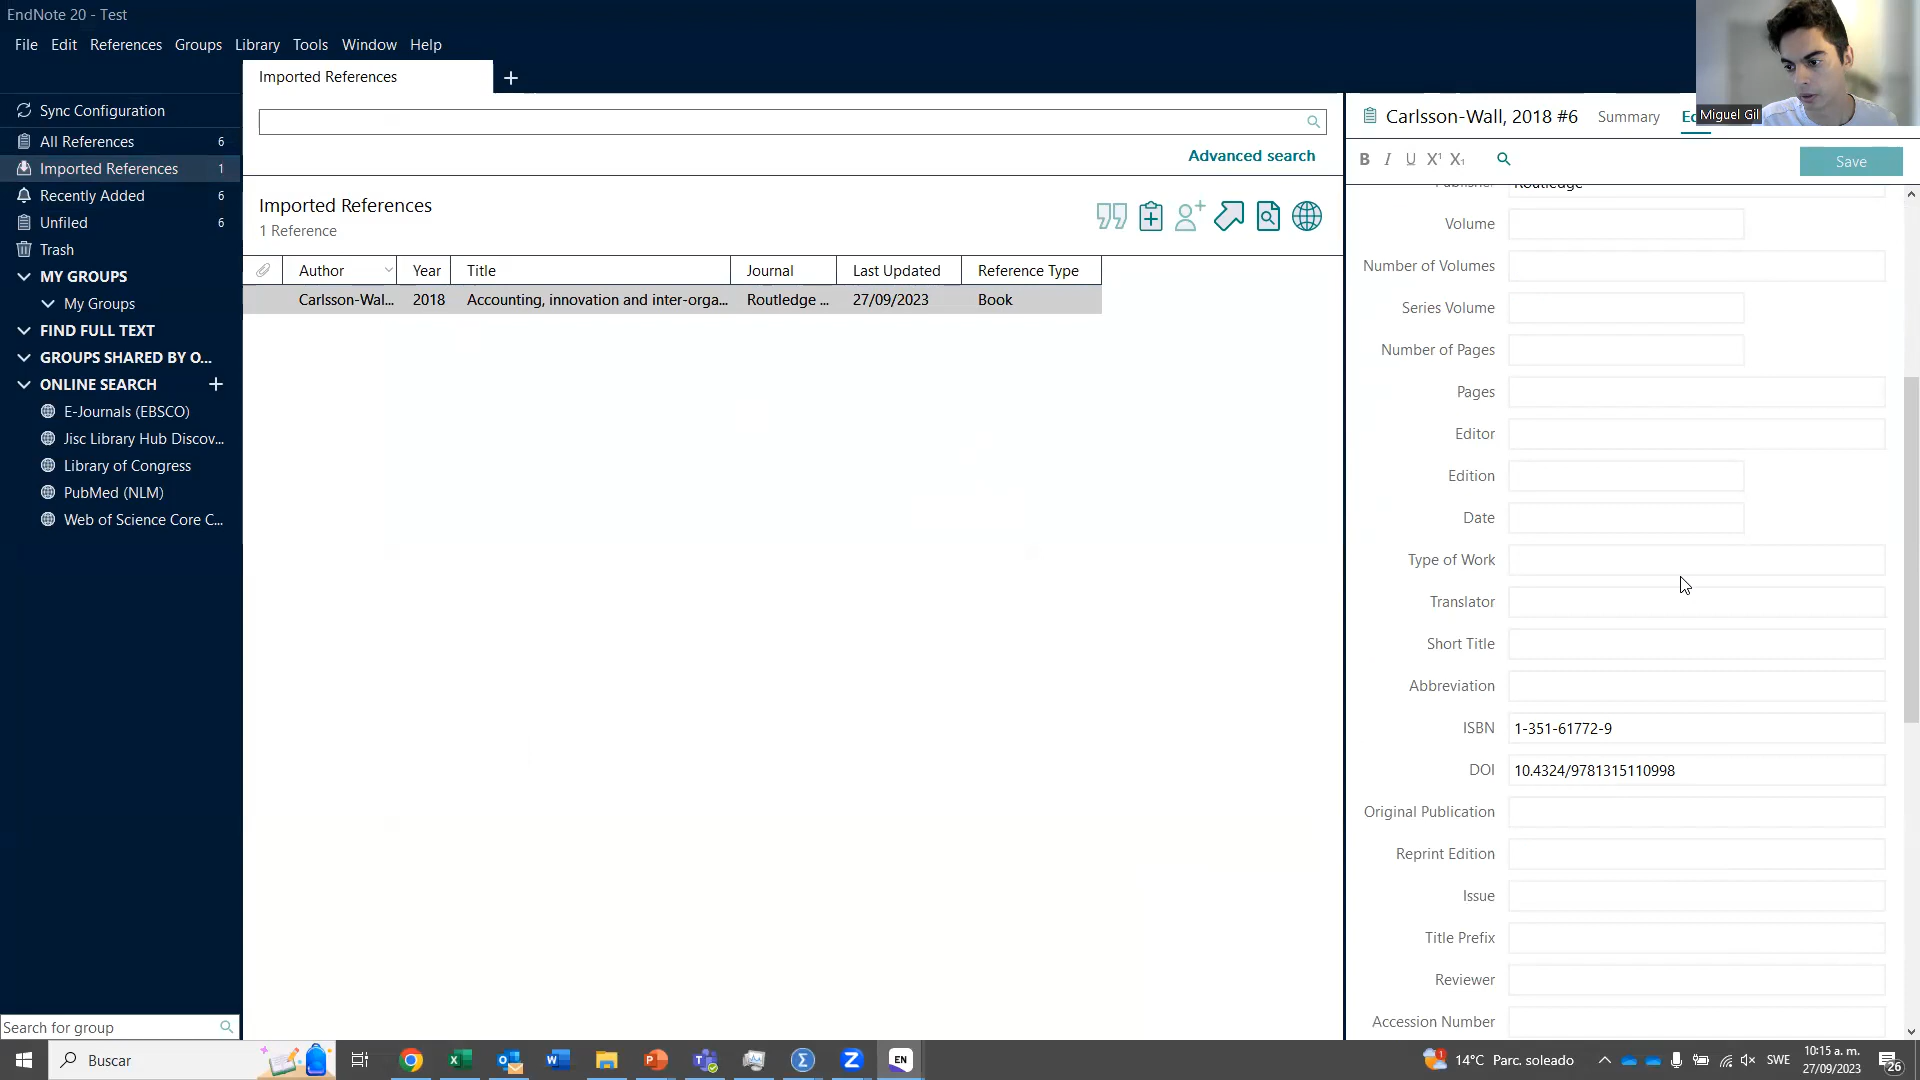 EndNote 20 - Test
File Edit References Groups Library Tools Window Help
Imported References
Sync Configuration
All References 6
Imported References 1
Recently Added 6
Unfiled 6
Trash
MY GROUPS
My Groups
FIND FULL TEXT
GROUPS SHARED BY O...
ONLINE SEARCH
E-Journals (EBSCO)
Jisc Library Hub Discov...
Library of Congress
PubMed (NLM)
Web of Science Core C...
Search for group
Advanced search
Imported References
1 Reference
Author Year Title Journal Last Updated Reference Type
Carlsson-Wal... 2018 Accounting, innovation and inter-orga... Routledge ... 27/09/2023 Book
Miguel Gil
Carlsson-Wall, 2018 #6 Summary
B I U X¹ X₁ Save
Publisher Routledge
Volume
Number of Volumes
Series Volume
Number of Pages
Pages
Editor
Edition
Date
Type of Work
Translator
Short Title
Abbreviation
ISBN 1-351-61772-9
DOI 10.4324/9781315110998
Original Publication
Reprint Edition
Issue
Title Prefix
Reviewer
Accession Number
Buscar
EN
14°C Parc. soleado
SWE
10:15 a. m.
27/09/2023
26